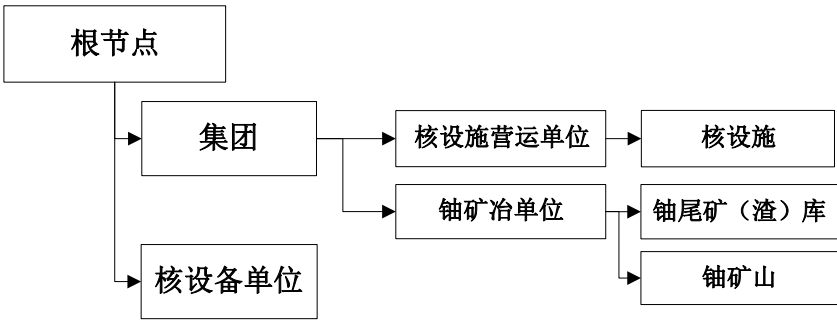 根节点
集团
核设施营运单位
核设施
铀矿冶单位
铀尾矿（渣）库
铀矿山
核设备单位